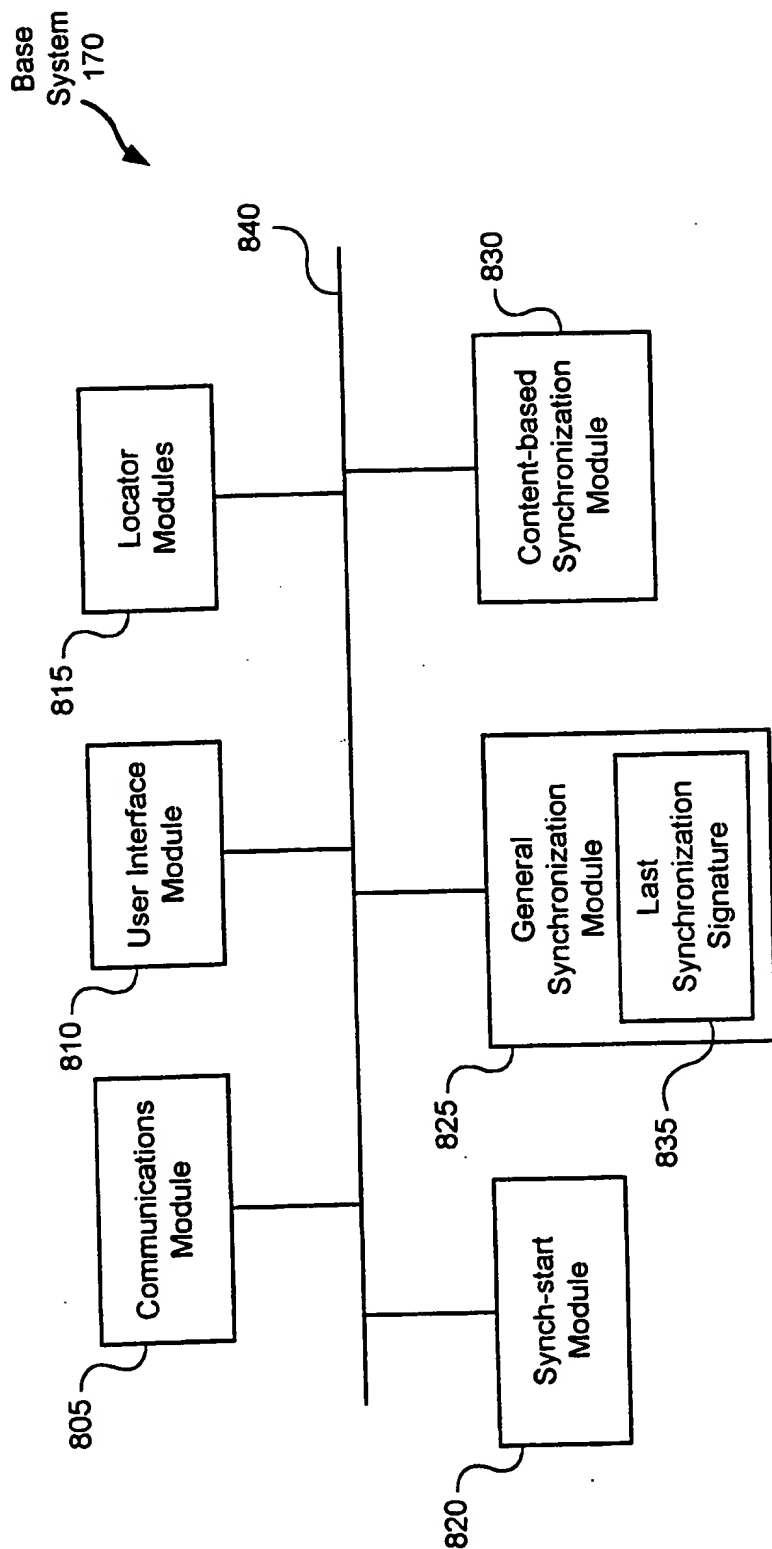 Base
System
170
805
Communications
Module
810
User Interface
Module
815
Locator
Modules
840
820
Synch-start
Module
825
General
Synchronization
Module
835
Last
Synchronization
Signature
830
Content-based
Synchronization
Module